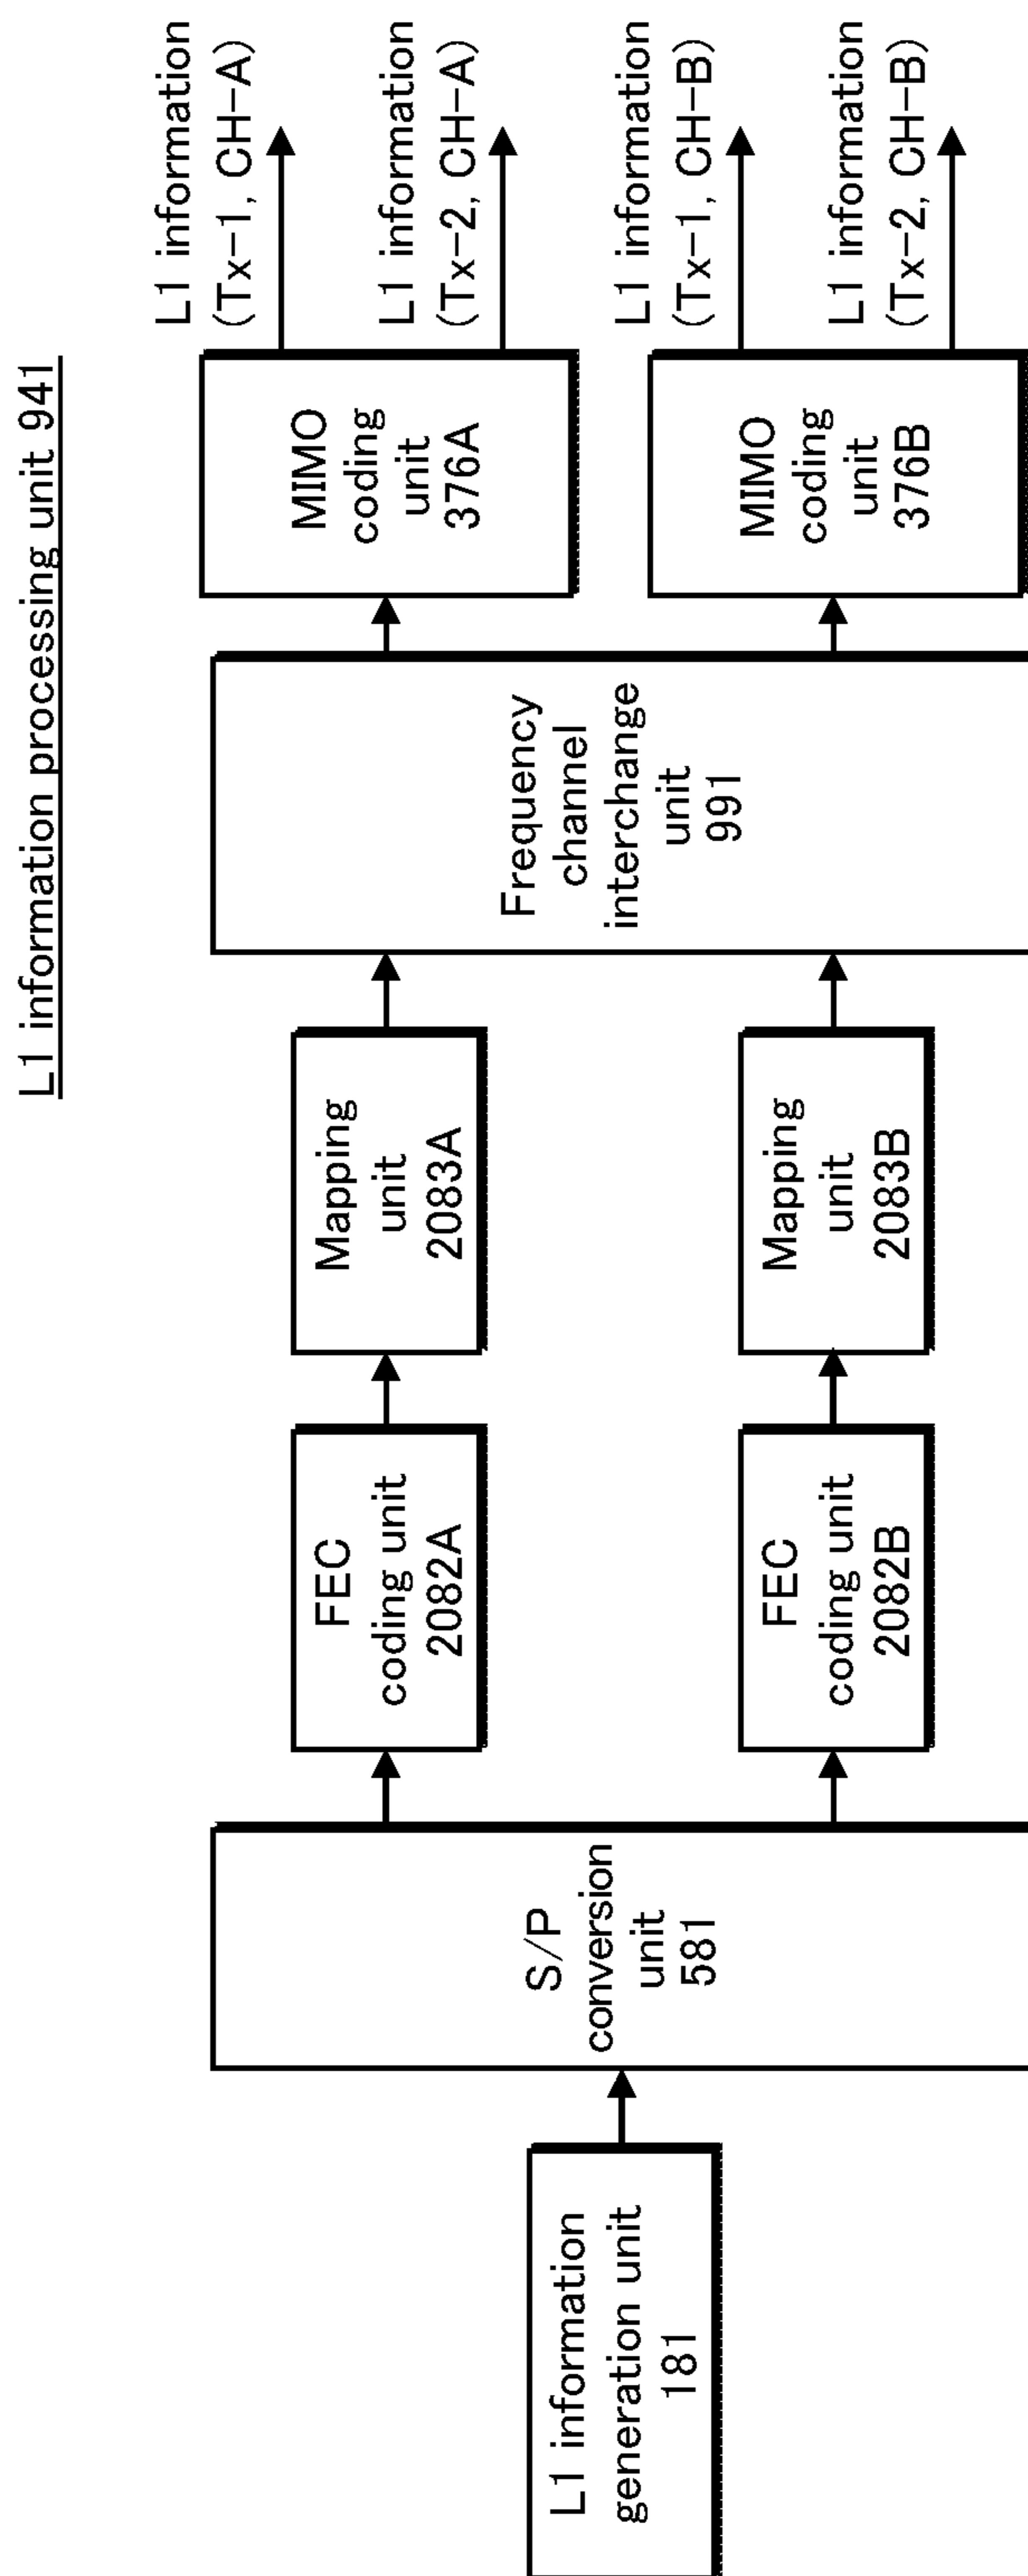 L1 information processing unit 941
L1 information
generation unit
181
S/P
conversion
unit
581
FEC
coding unit
2082A
Mapping
unit
2083A
FEC
coding unit
2082B
Mapping
unit
2083B
Frequency
channel
interchange
unit
991
MIMO
coding
unit
376A
MIMO
coding
unit
376B
L1 information
(Tx-1, CH-A)
L1 information
(Tx-2, CH-A)
L1 information
(Tx-1, CH-B)
L1 information
(Tx-2, CH-B)